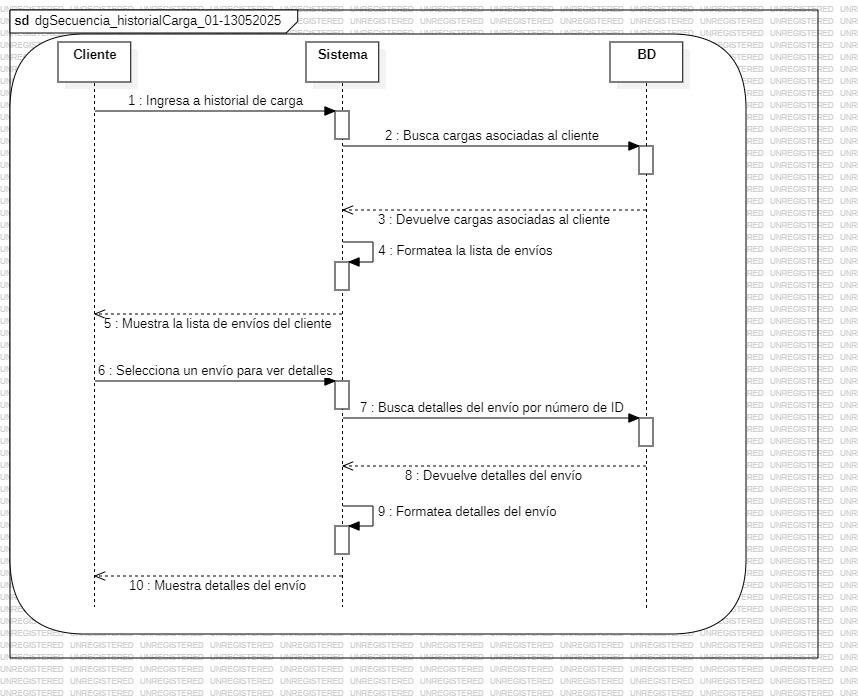 sd dgSecuencia_historialCarga_01-13052025
Cliente
Sistema
BD
1 : Ingresa a historial de carga
2 : Busca cargas asociadas al cliente
3 : Devuelve cargas asociadas al cliente
4 : Formatea la lista de envíos
5 : Muestra la lista de envíos del cliente
6 : Selecciona un envío para ver detalles
7 : Busca detalles del envío por número de ID
8 : Devuelve detalles del envío
9 : Formatea detalles del envío
10 : Muestra detalles del envío
UNREGISTERED